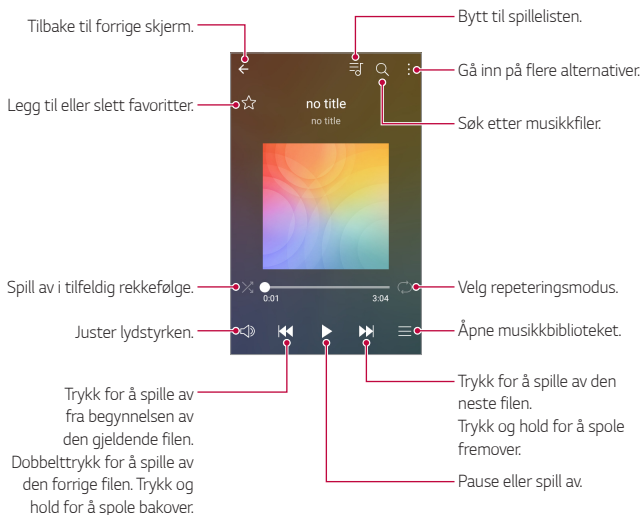 Tilbake til forrige skjerm.
Bytt til spillelisten.
Gå inn på flere alternativer.
Legg til eller slett favoritter.
no title
no title
Søk etter musikkfiler.
Spill av i tilfeldig rekkefølge.
0:01
3:04
Velg repeteringsmodus.
Juster lydstyrken.
Åpne musikkbiblioteket.
Trykk for å spille av
fra begynnelsen av
den gjeldende filen.
Dobbelttrykk for å spille av
den forrige filen. Trykk og
hold for å spole bakover.
Trykk for å spille av den
neste filen.
Trykk og hold for å spole
fremover.
Pause eller spill av.